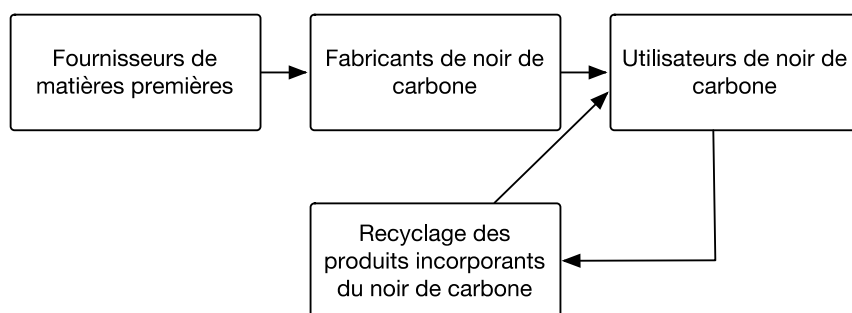 Fournisseurs de
matières premières
Fabricants de noir de
carbone
Utilisateurs de noir de
carbone
Recyclage des
produits incorporants
du noir de carbone